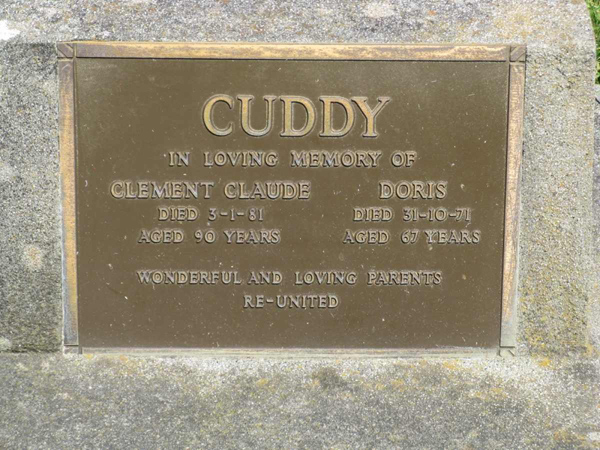 CUDDY
IN LOVING MEMORY OF
CLEMENT CLAUDE DORIS
DIED 3-1-81 DIED 31-10-71
AGED 90 YEARS AGED 67 YEARS
WONDERFUL AND LOVING PARENTS
RE-UNITED